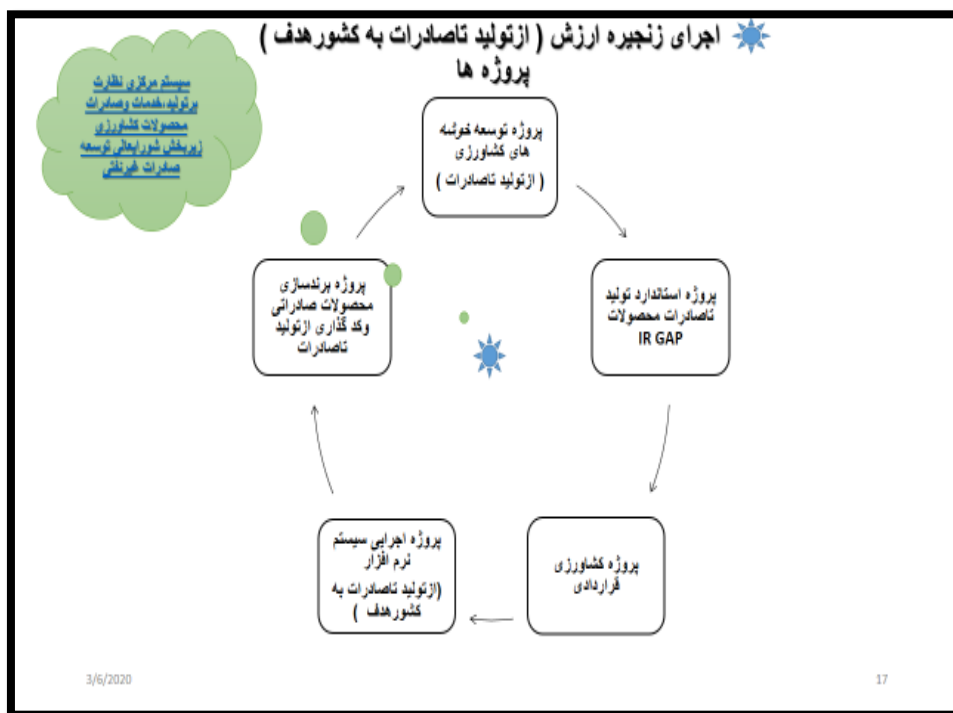 اجرای زنجیره ارزش ( ازتولید تاصادرات به کشورهدف )
پروژه ها
سیستم مرکزی نظارت
برتولید،خدمات وصادرات
محصولات کشاورزی
زیربخش شورایعالی توسعه
صادرات غیرنفتی
پروژه توسعه خوشه
های کشاورزی
( ازتولید تاصادرات )
پروژه استاندارد تولید
تاصادرات محصولات
IR GAP
پروژه کشاورزی
قراردادی
پروژه اجرایی سیستم
نرم افزار
(ازتولید تاصادرات به
کشورهدف )
پروژه برندسازی
محصولات صادراتی
وکد گذاری ازتولید
تاصادرات
3/6/2020
17